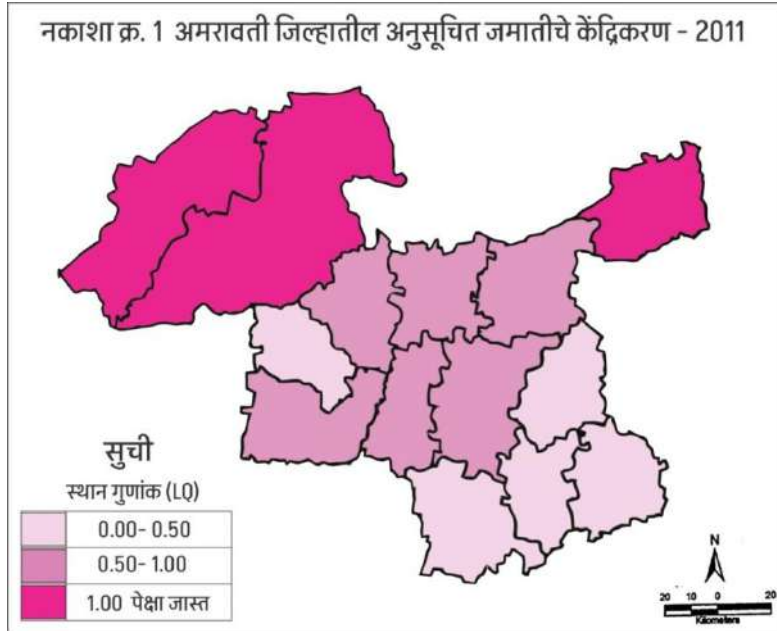 नकाशा क्र. 1 अमरावती जिल्हातील अनुसूचित जमातीचे केंद्रिकरण - 2011
सुची
स्थान गुणांक (LQ)
0.00- 0.50
0.50- 1.00
1.00 पेक्षा जास्त
N
20 10 0 20
Kilometers